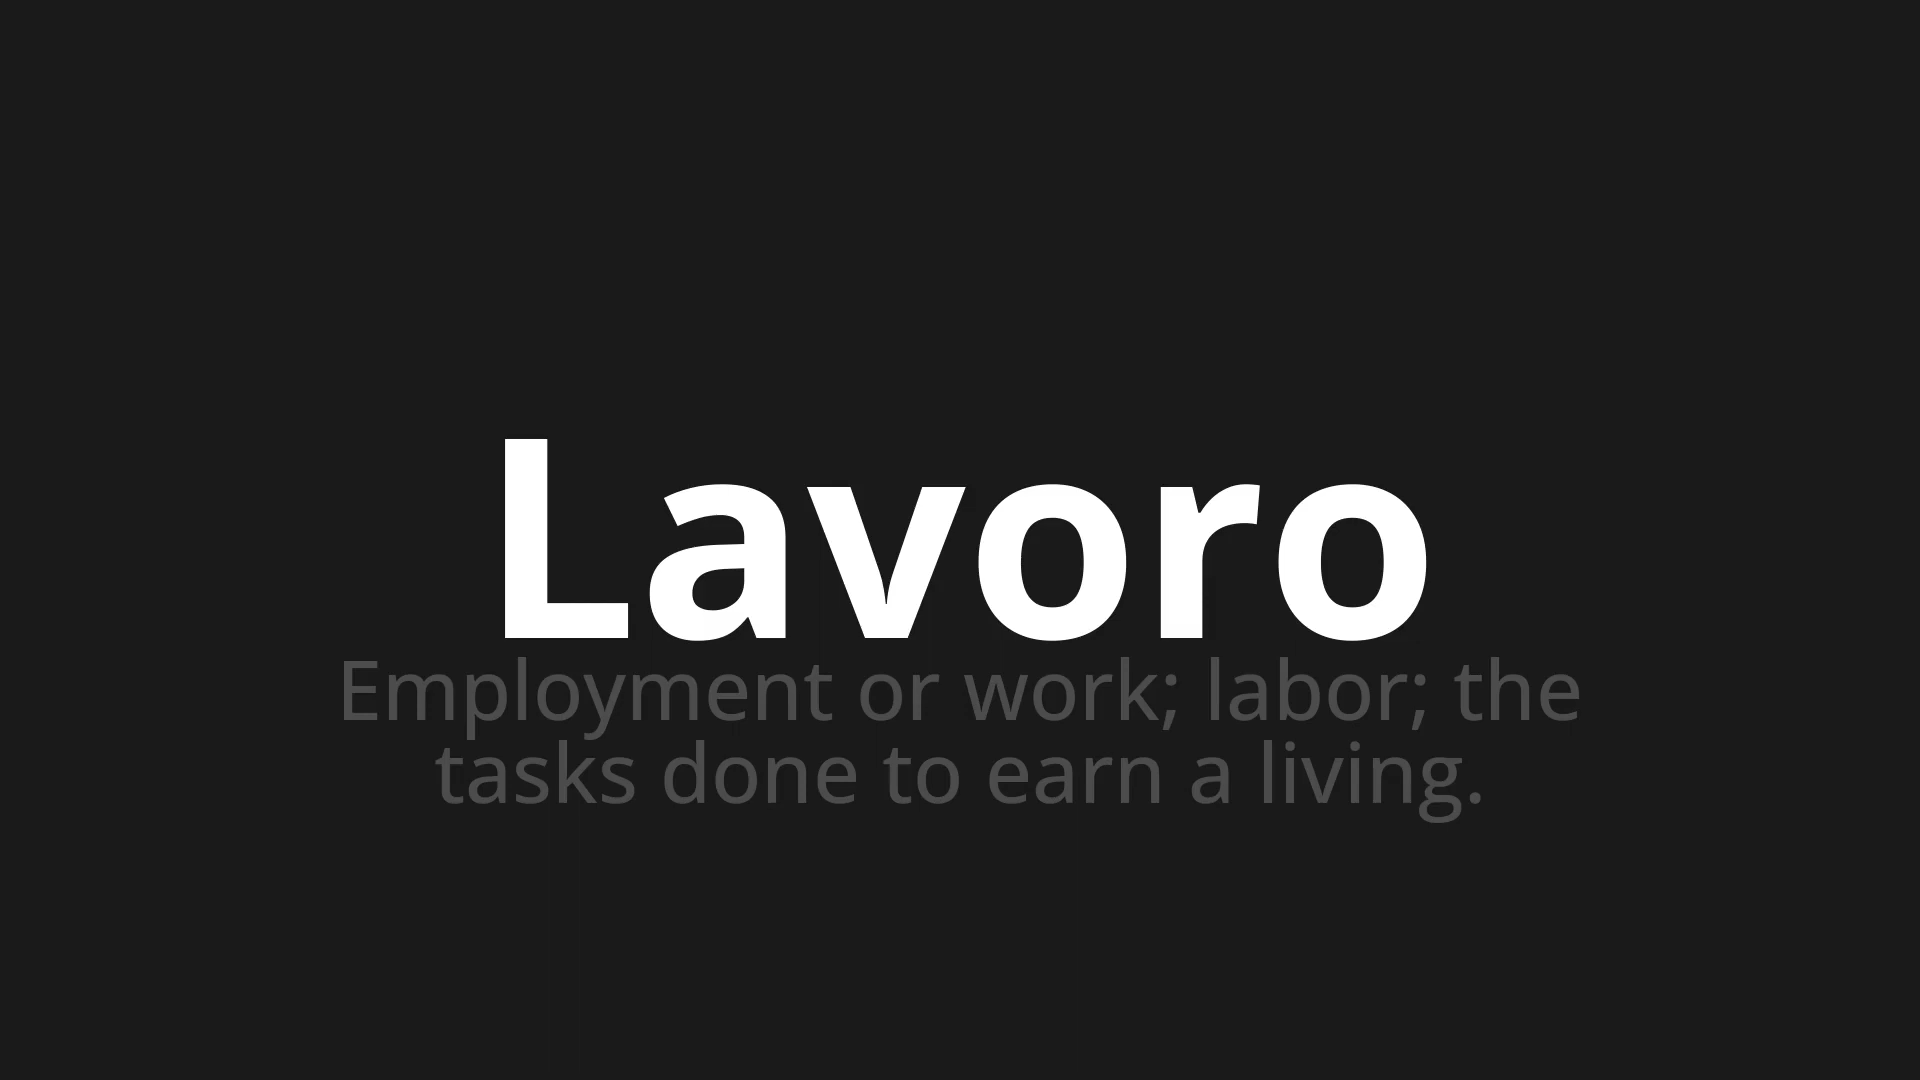 Lavoro
Employment or work; labor; the
tasks done to earn a living.